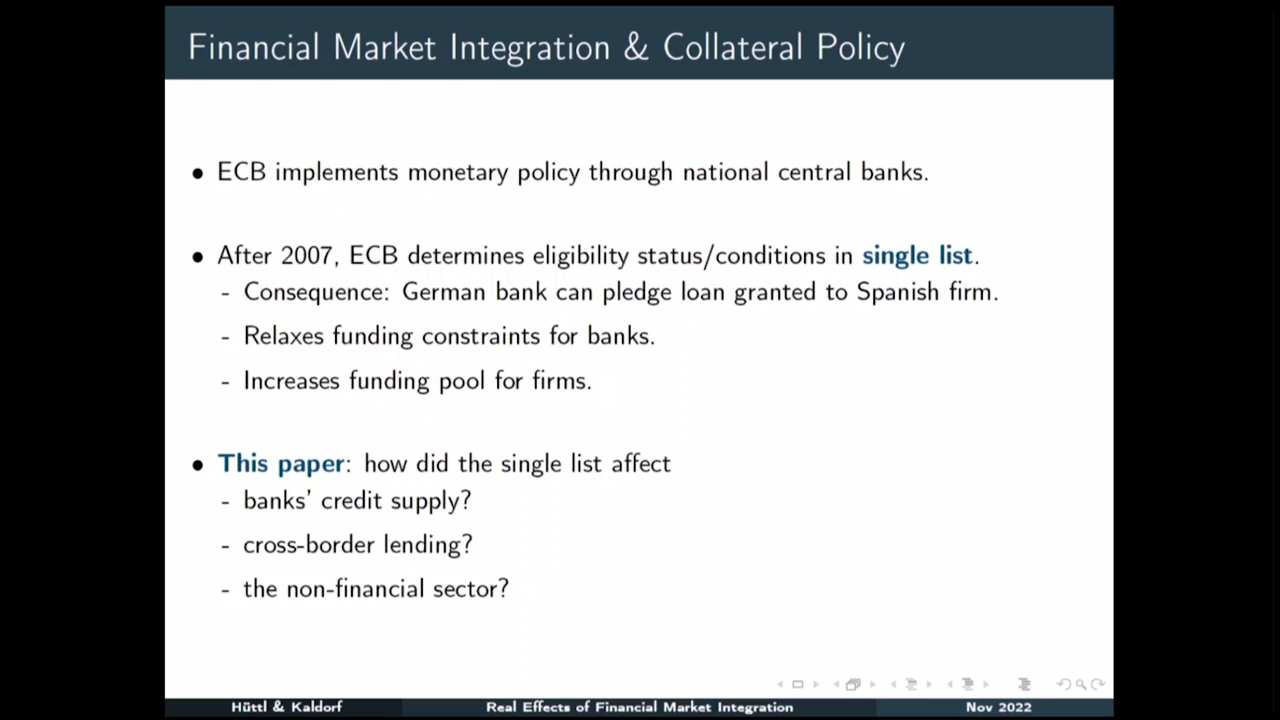 Financial Market Integration & Collateral Policy
• ECB implements monetary policy through national central banks.
• After 2007, ECB determines eligibility status/conditions in single list.
- Consequence: German bank can pledge loan granted to Spanish firm.
- Relaxes funding constraints for banks.
- Increases funding pool for firms.
• This paper: how did the single list affect
- banks' credit supply?
- cross-border lending?
- the non-financial sector?
Hüttl & Kaldorf Real Effects of Financial Market Integration Nov 2022